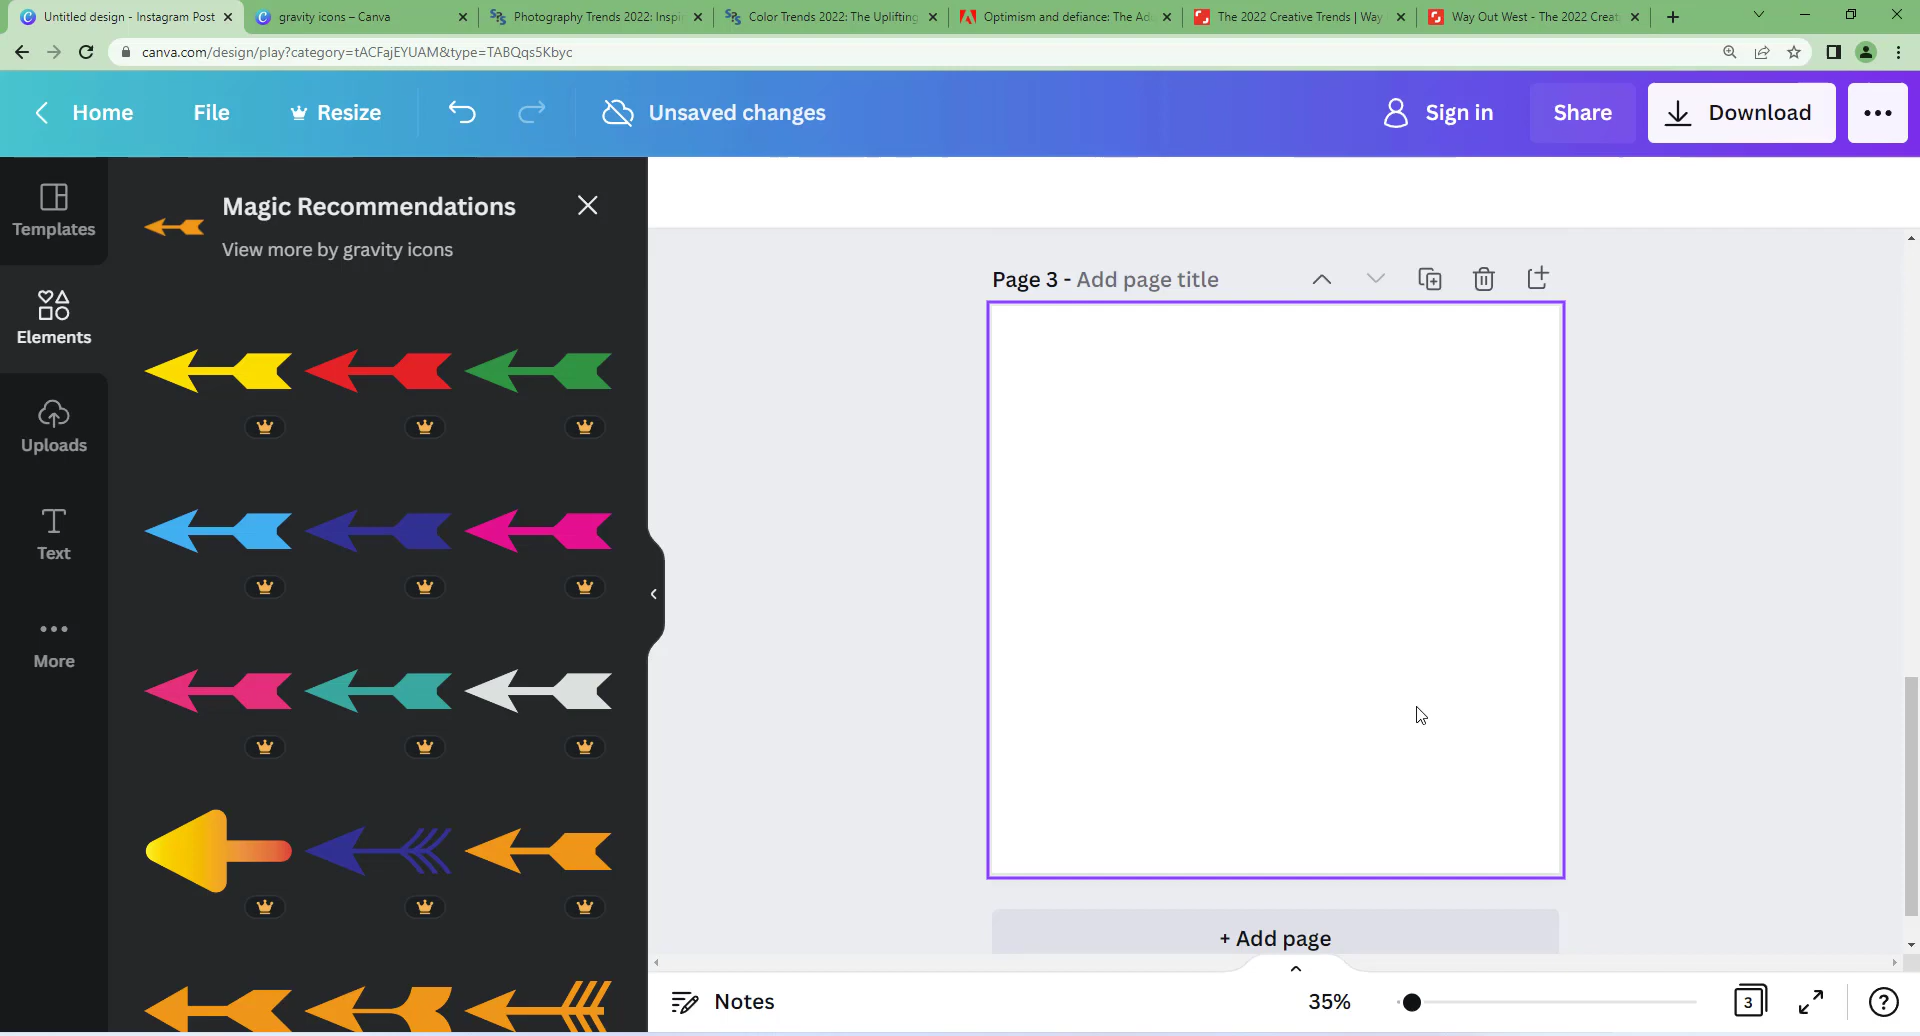 Untitled design - Instagram Post
gravity icons – Canva
Photography Trends 2022: Inspi
Color Trends 2022: The Uplifting
Optimism and defiance: The Ad
The 2022 Creative Trends | Way
Way Out West - The 2022 Creat
canva.com/design/play?category=tACFajEYUAM&type=TABQqs5Kbyc
Home
File
Resize
Unsaved changes
Sign in
Share
Download
Templates
Elements
Uploads
Text
More
Magic Recommendations
View more by gravity icons
Page 3 - Add page title
+ Add page
Notes
35%
3